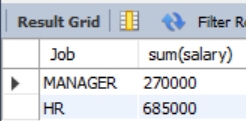 Result Grid Filter R
Job sum(salary)
MANAGER 270000
HR 685000